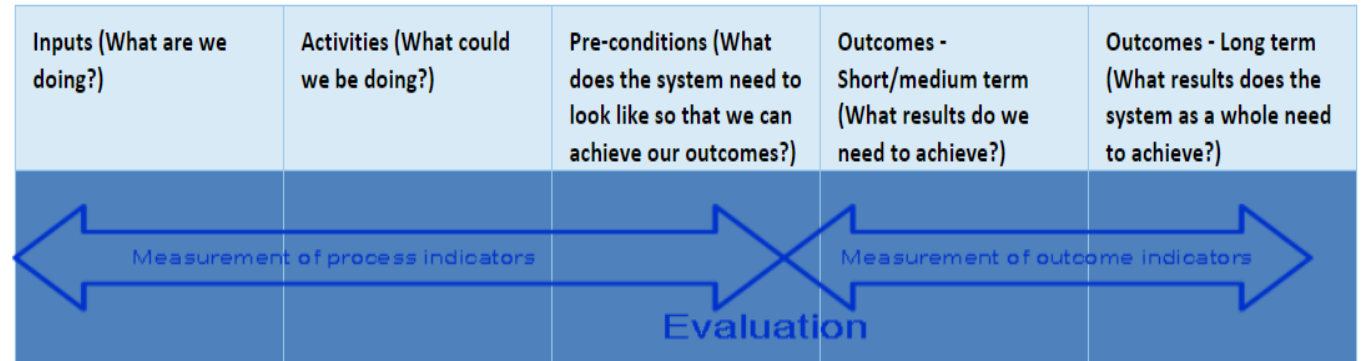 Inputs (What are we
doing?)
Activities (What could
we be doing?)
Pre-conditions (What
does the system need to
look like so that we can
achieve our outcomes?)
Outcomes -
Short/medium term
(What results do we
need to achieve?)
Outcomes - Long term
(What results does the
system as a whole need
to achieve?)
Measurement of process indicators
Measurement of outcome indicators
Evaluation